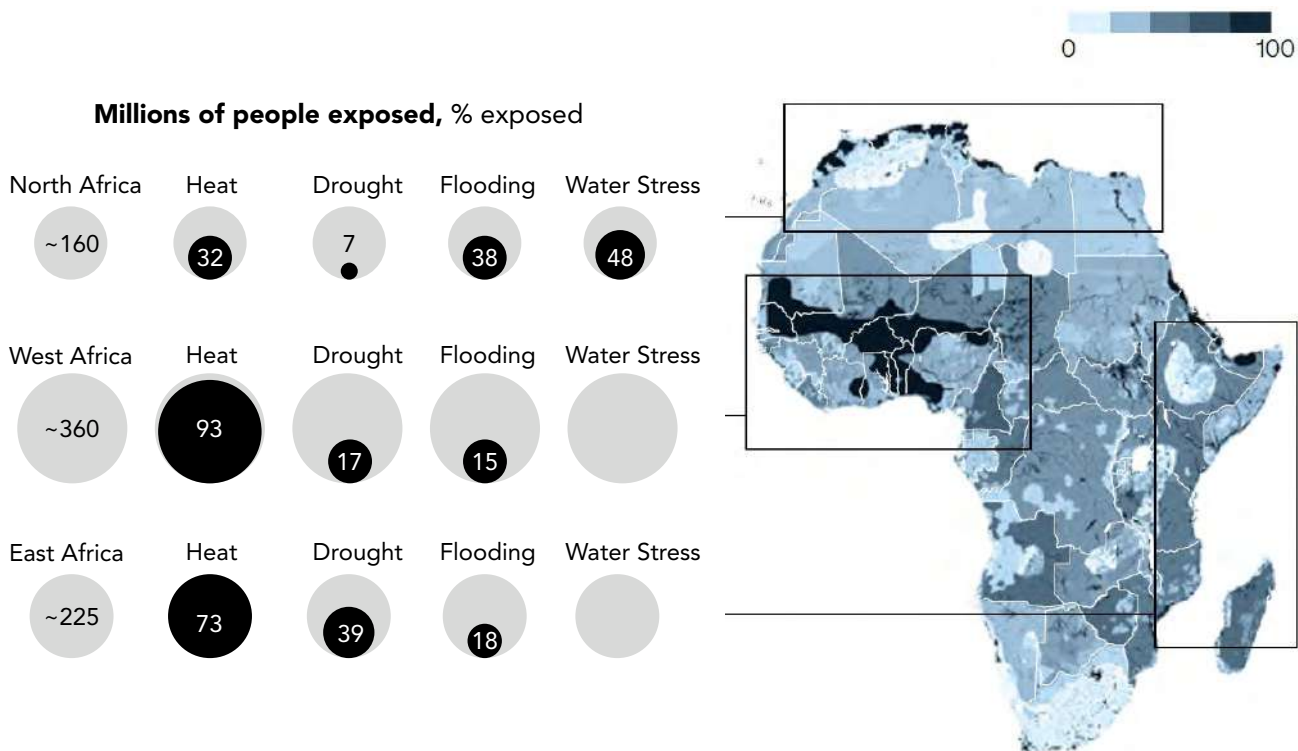 0 100
Millions of people exposed, % exposed
North Africa Heat Drought Flooding Water Stress
~160 32 7 38 48
West Africa Heat Drought Flooding Water Stress
~360 93 17 15
East Africa Heat Drought Flooding Water Stress
~225 73 39 18